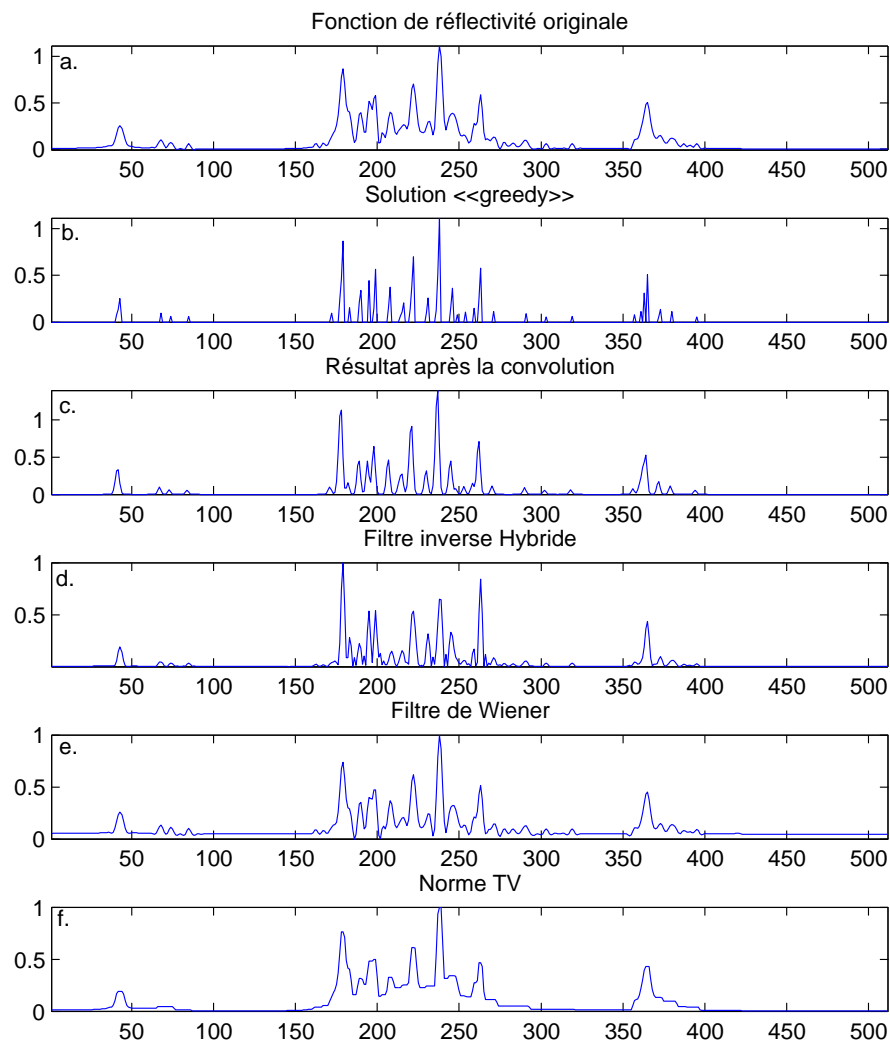 Fonction de réflectivité originale
a.
1
0.5
0
50 100 150 200 250 300 350 400 450 500
Solution <<greedy>>
b.
1
0.5
0
50 100 150 200 250 300 350 400 450 500
Résultat après la convolution
c.
1
0.5
0
50 100 150 200 250 300 350 400 450 500
Filtre inverse Hybride
1
d.
0.5
50 100 150 200 250 300 350 400 450 500
Filtre de Wiener
1
e.
0.5
0
50 100 150 200 250 300 350 400 450 500
Norme TV
1
f.
0.5
0
50 100 150 200 250 300 350 400 450 500